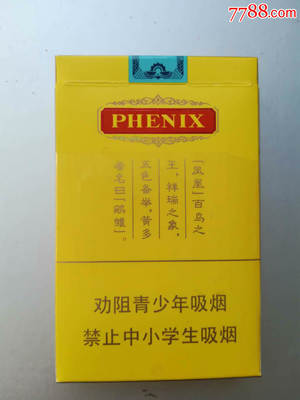 7788.com
PHENIX
「凤凰」百鸟之
王，祥瑞之象，
五色备举，黄多
者名曰「鹓雏」。
劝阻青少年吸烟
禁止中小学生吸烟